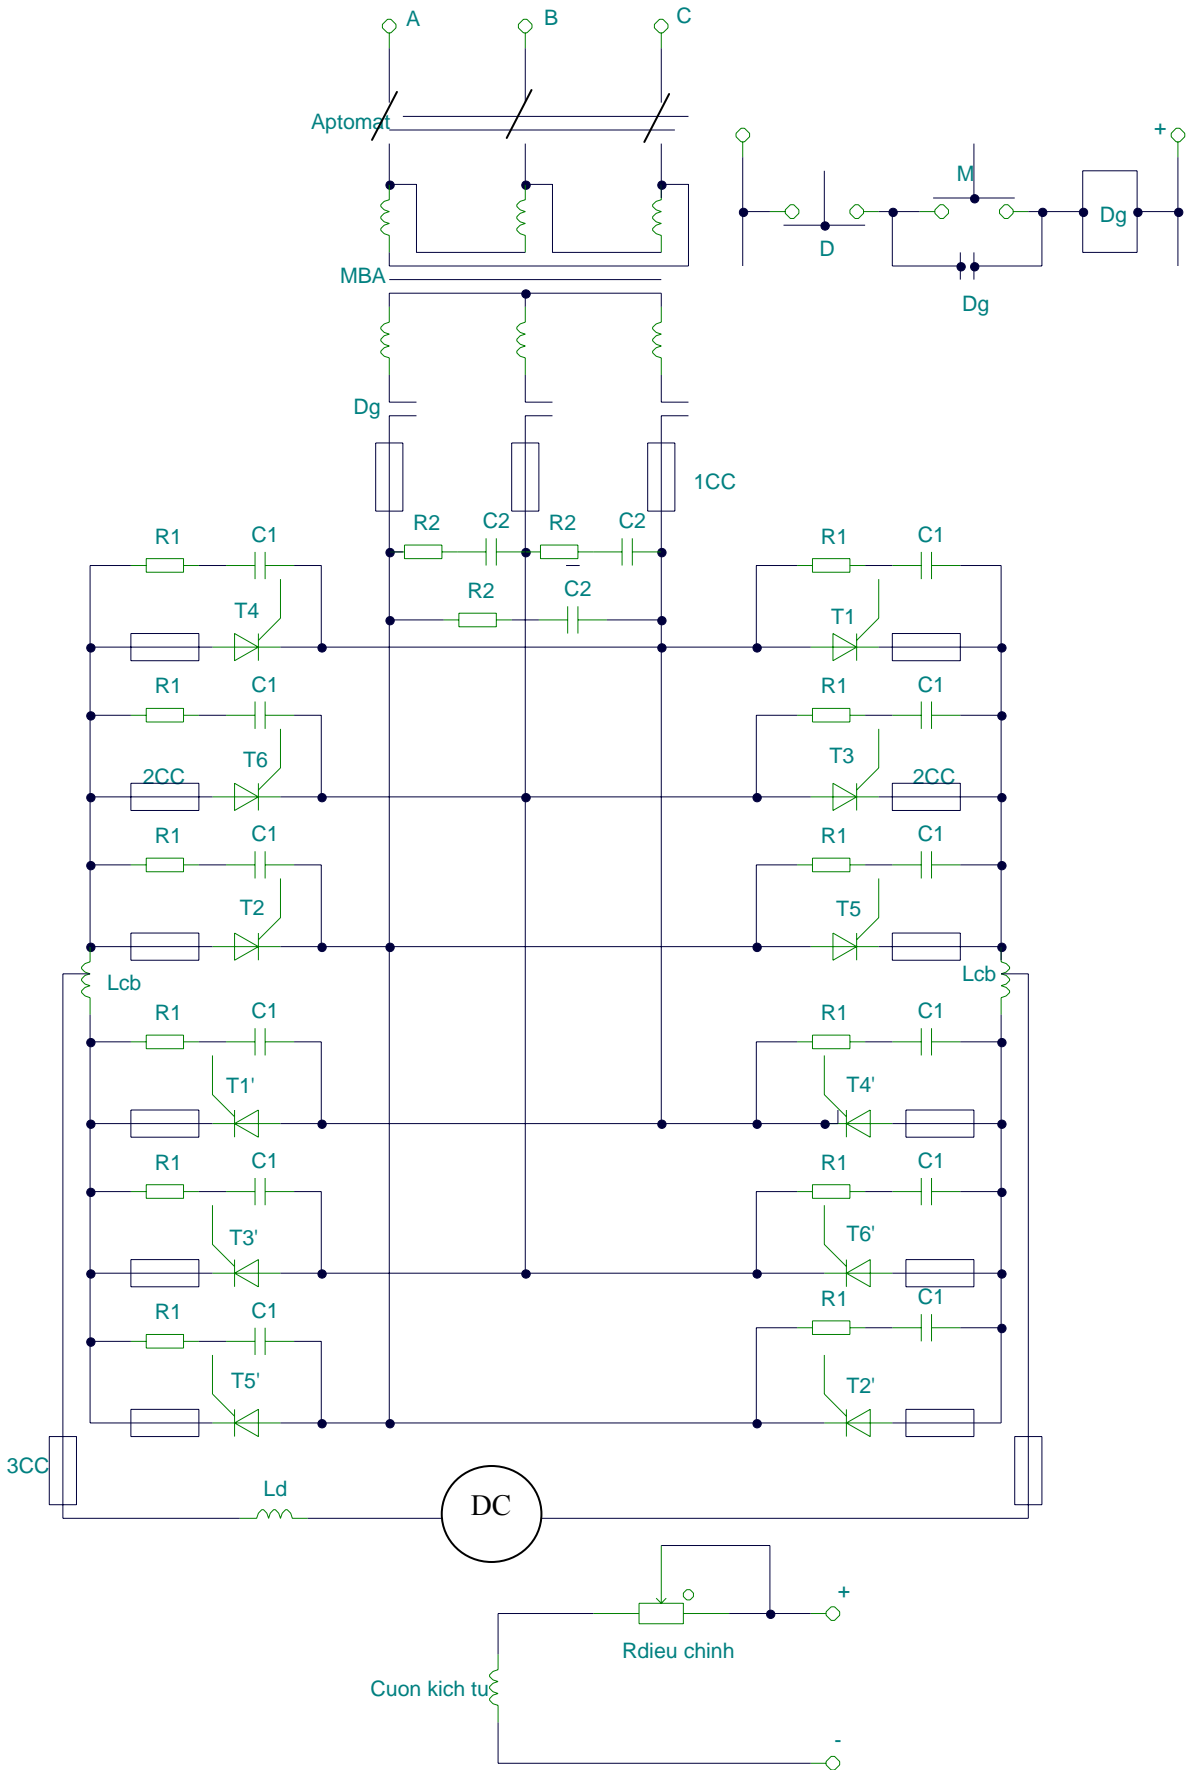 A B C
Aptomat
+
M
Dg
D
MBA
Dg
Dg
1CC
R2 C2 R2 C2
R1 C1 R1 C1
R2 C2
T4 T1
R1 C1 R1 C1
T6 T3
2CC 2CC
R1 C1 R1 C1
T2 T5
Lcb Lcb
R1 C1 R1 C1
T1' T4'
R1 C1 R1 C1
T3' T6'
R1 C1 R1 C1
T5' T2'
3CC
Ld
DC
+
Rdieu chinh
Cuon kich tu
-